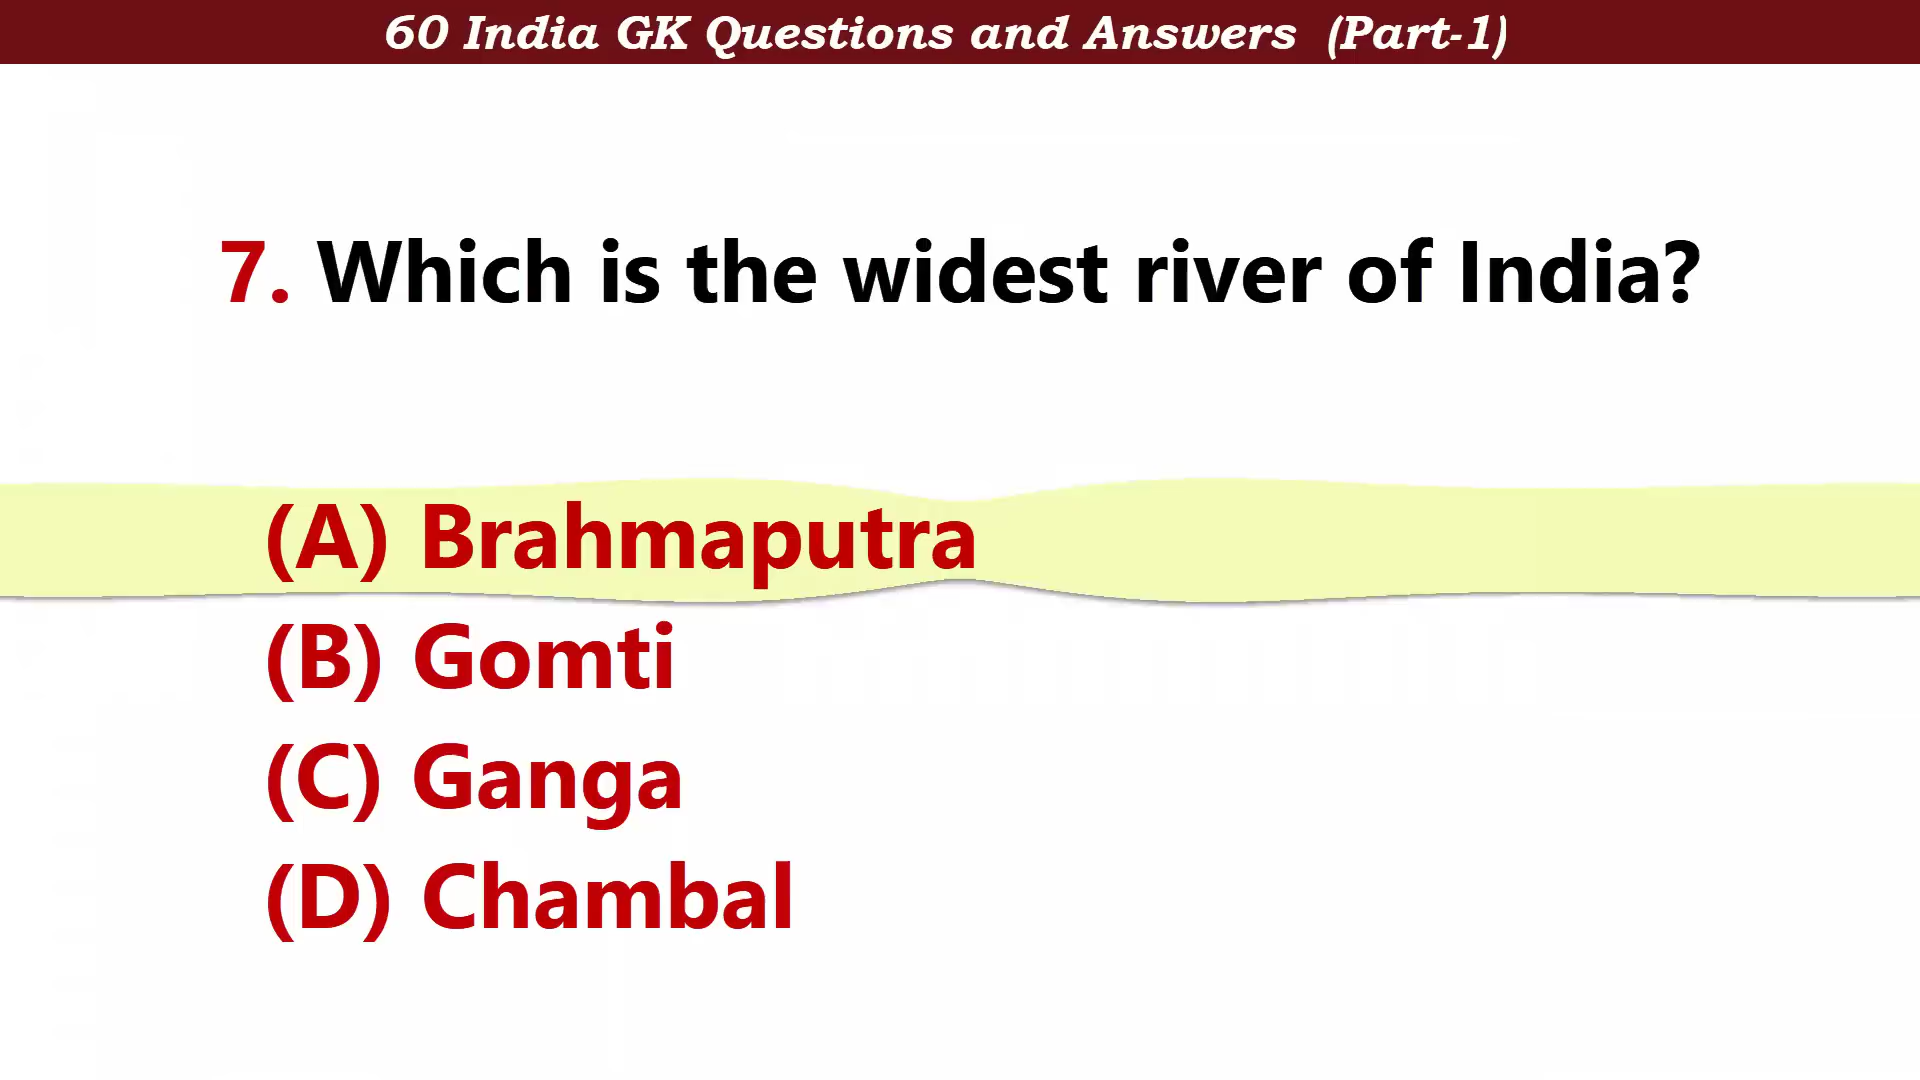 60 India GK Questions and Answers (Part-1)
7. Which is the widest river of India?
(A) Brahmaputra
(B) Gomti
(C) Ganga
(D) Chambal